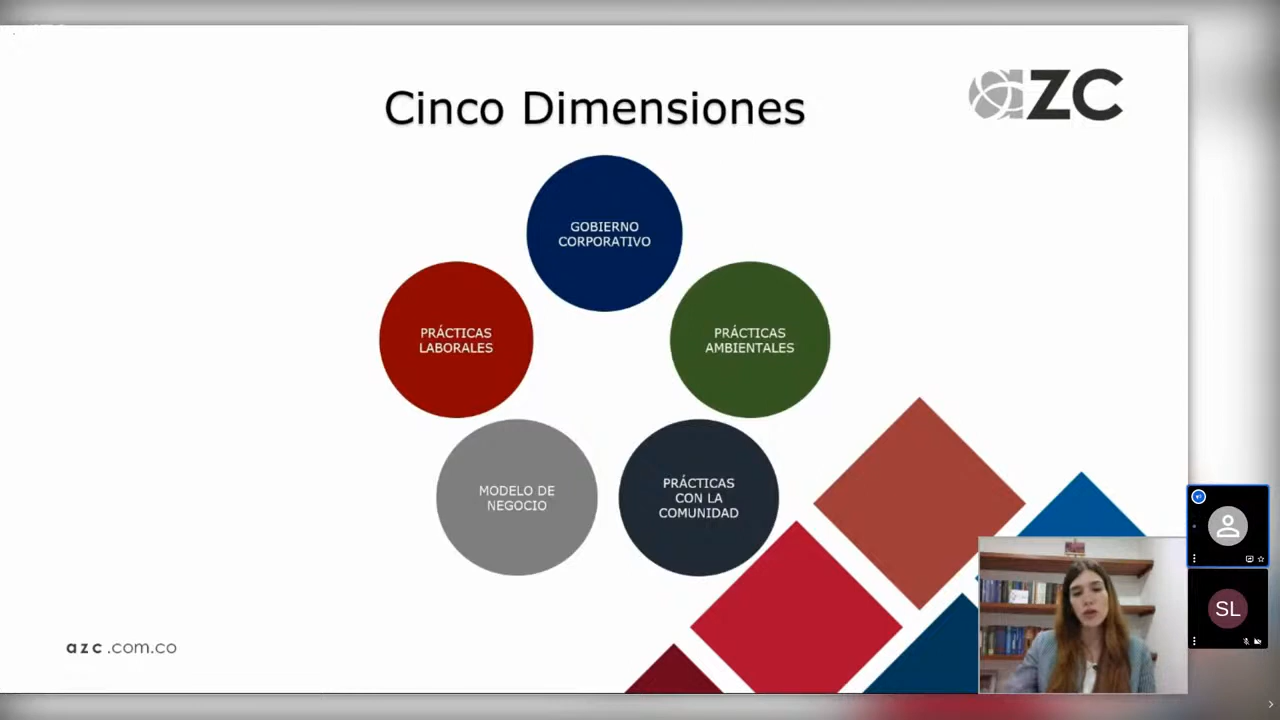 Cinco Dimensiones
azc
GOBIERNO
CORPORATIVO
PRÁCTICAS
LABORALES
PRÁCTICAS
AMBIENTALES
MODELO DE
NEGOCIO
PRÁCTICAS
CON LA
COMUNIDAD
azc.com.co
SL